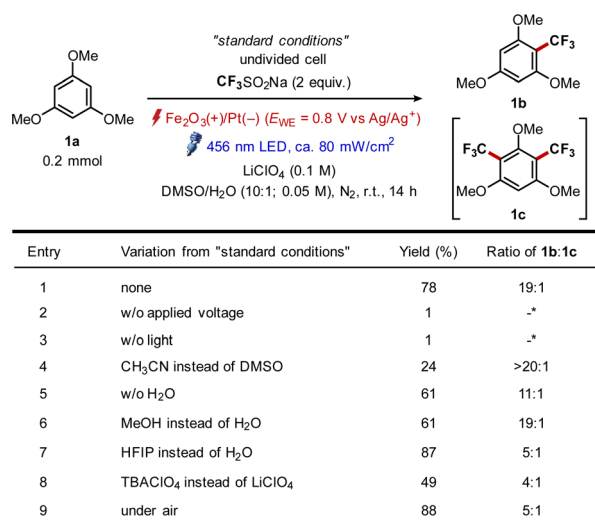 "standard conditions"
undivided cell
CF3SO2Na (2 equiv.)
Fe2O3(+)/Pt(–) (EWE = 0.8 V vs Ag/Ag+)
456 nm LED, ca. 80 mW/cm2
LiClO4 (0.1 M)
DMSO/H2O (10:1; 0.05 M), N2, r.t., 14 h
OMe
MeO OMe
1a
0.2 mmol
OMe
CF3
MeO OMe
1b
F3C OMe CF3
MeO OMe
1c
Entry Variation from "standard conditions" Yield (%) Ratio of 1b:1c
1 none 78 19:1
2 w/o applied voltage 1 -*
3 w/o light 1 -*
4 CH3CN instead of DMSO 24 >20:1
5 w/o H2O 61 11:1
6 MeOH instead of H2O 61 19:1
7 HFIP instead of H2O 87 5:1
8 TBAClO4 instead of LiClO4 49 4:1
9 under air 88 5:1